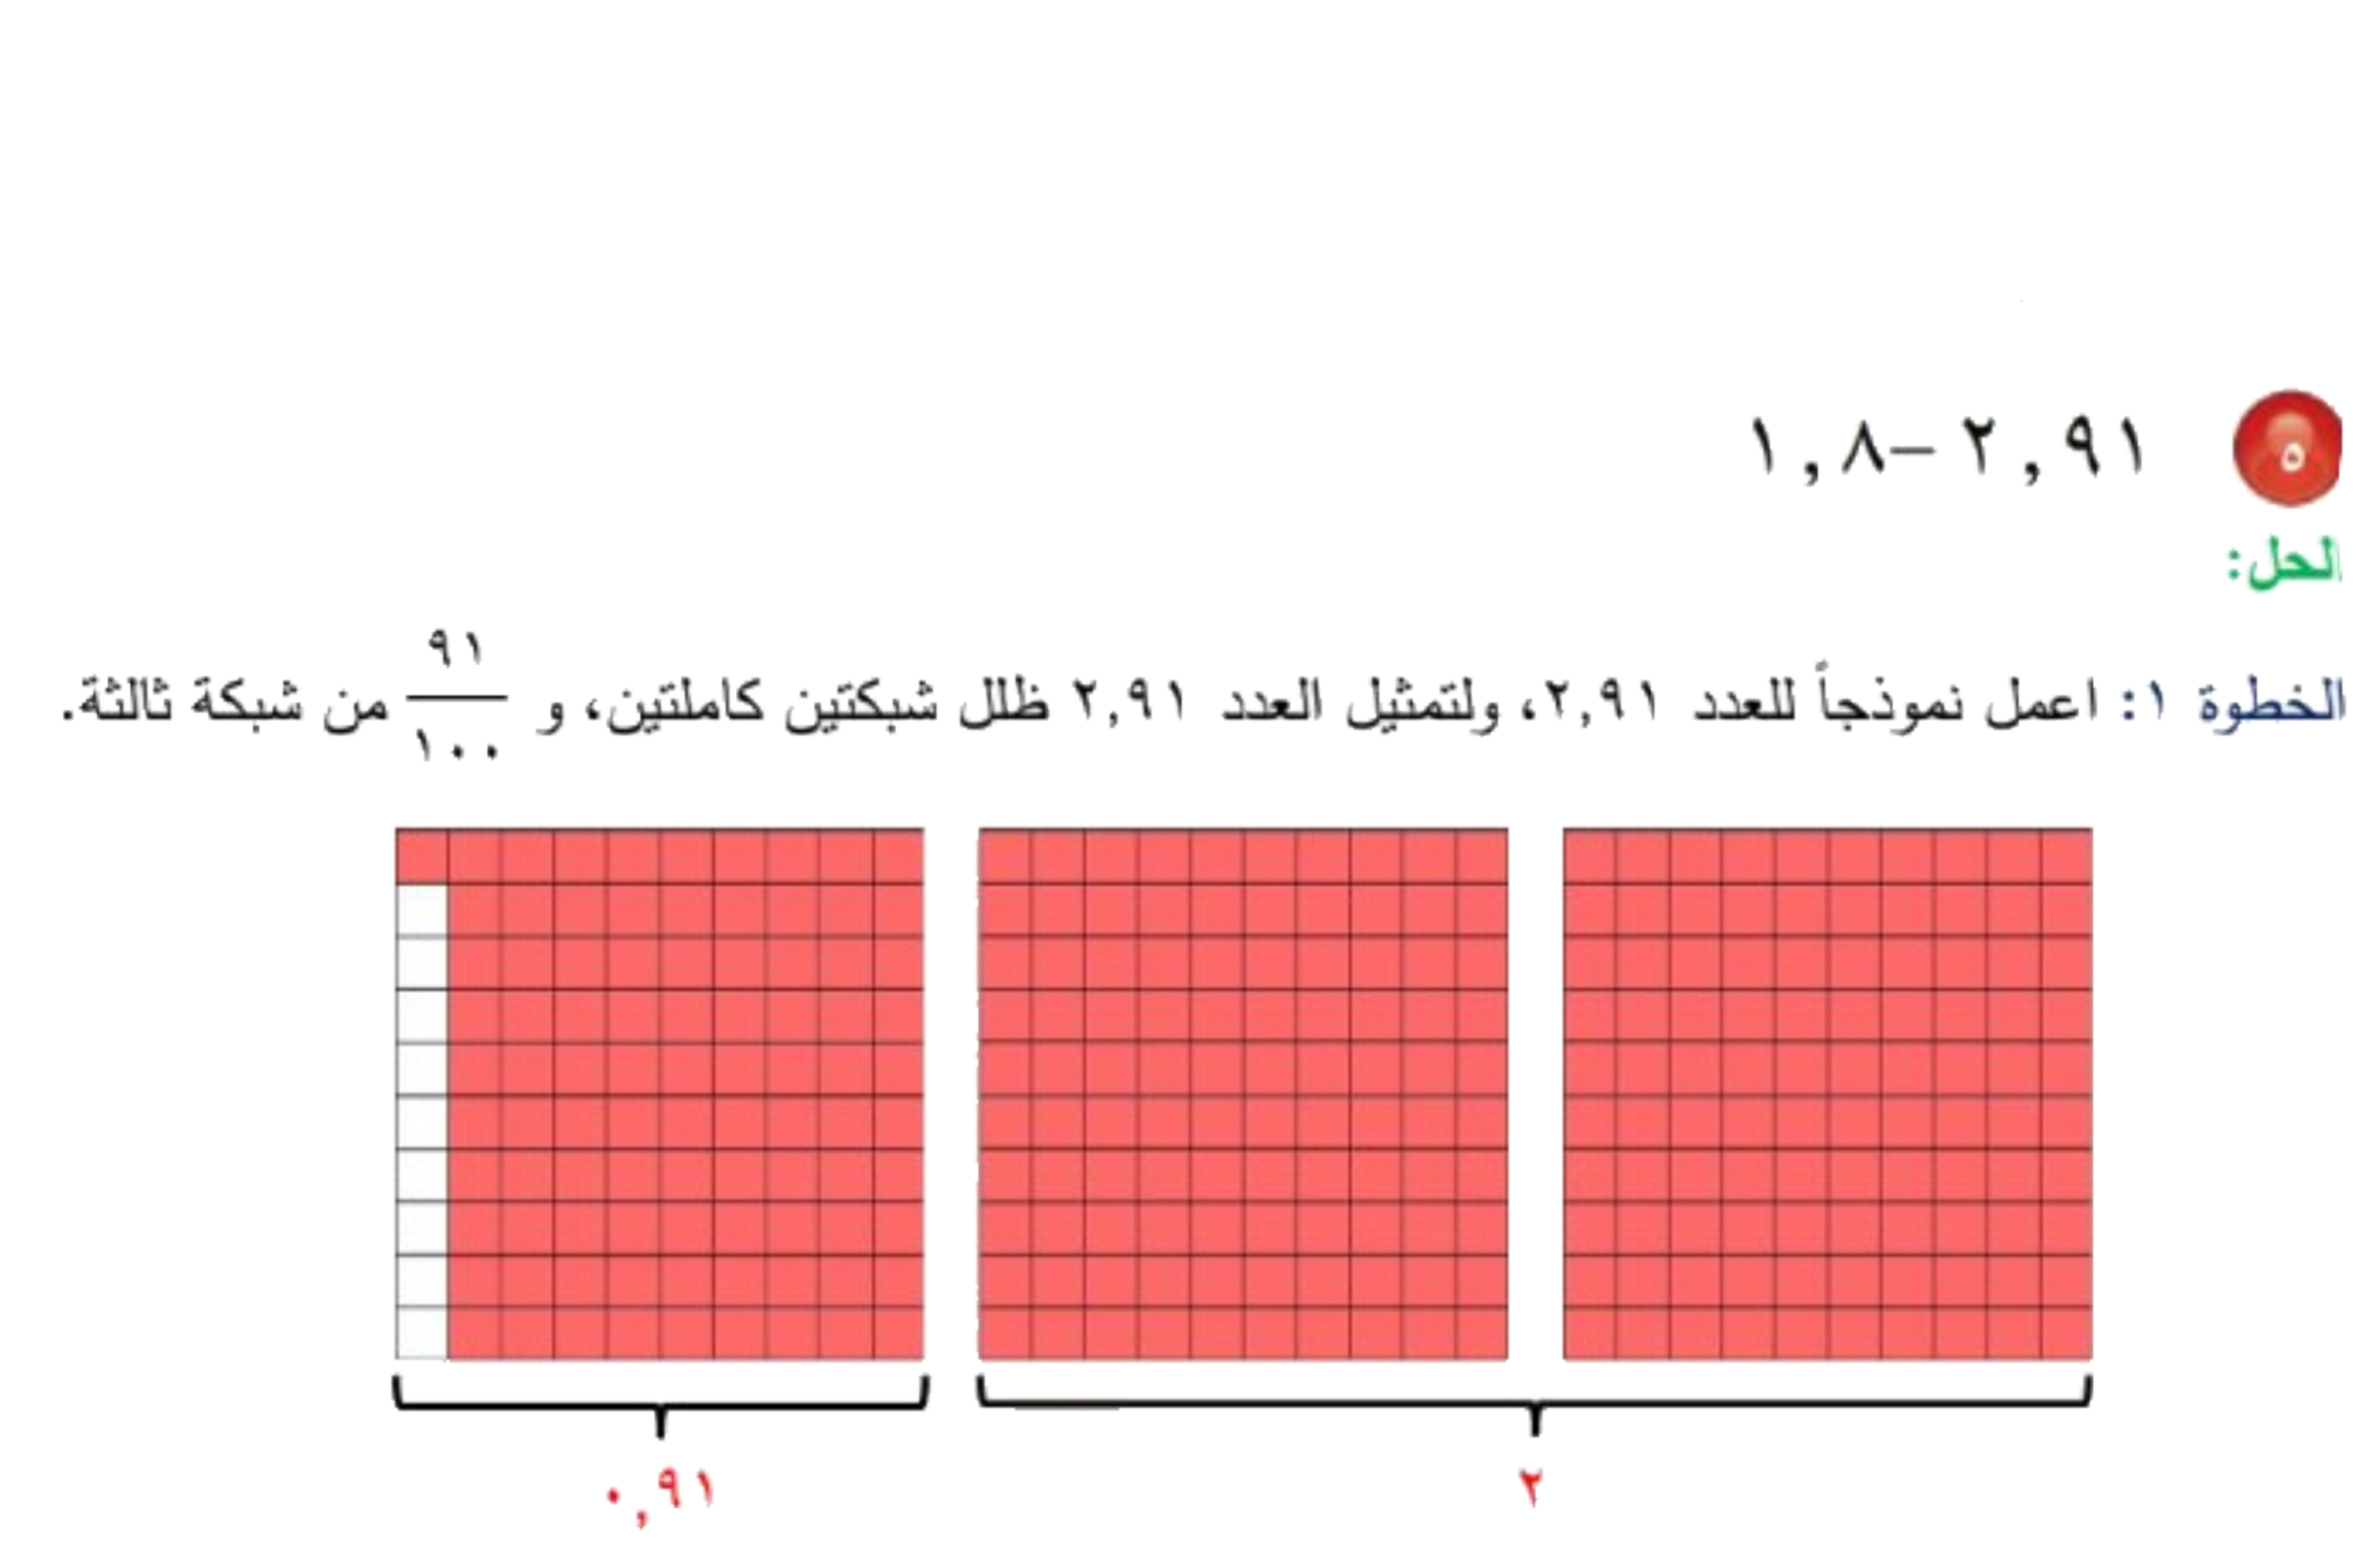 ٥ ٢,٩١ – ١,٨
الحل:
الخطوة ١: اعمل نموذجاً للعدد ٢,٩١، ولتمثيل العدد ٢,٩١ ظلل شبكتين كاملتين، و ٩١/١٠٠ من شبكة ثالثة.
٢
٠,٩١